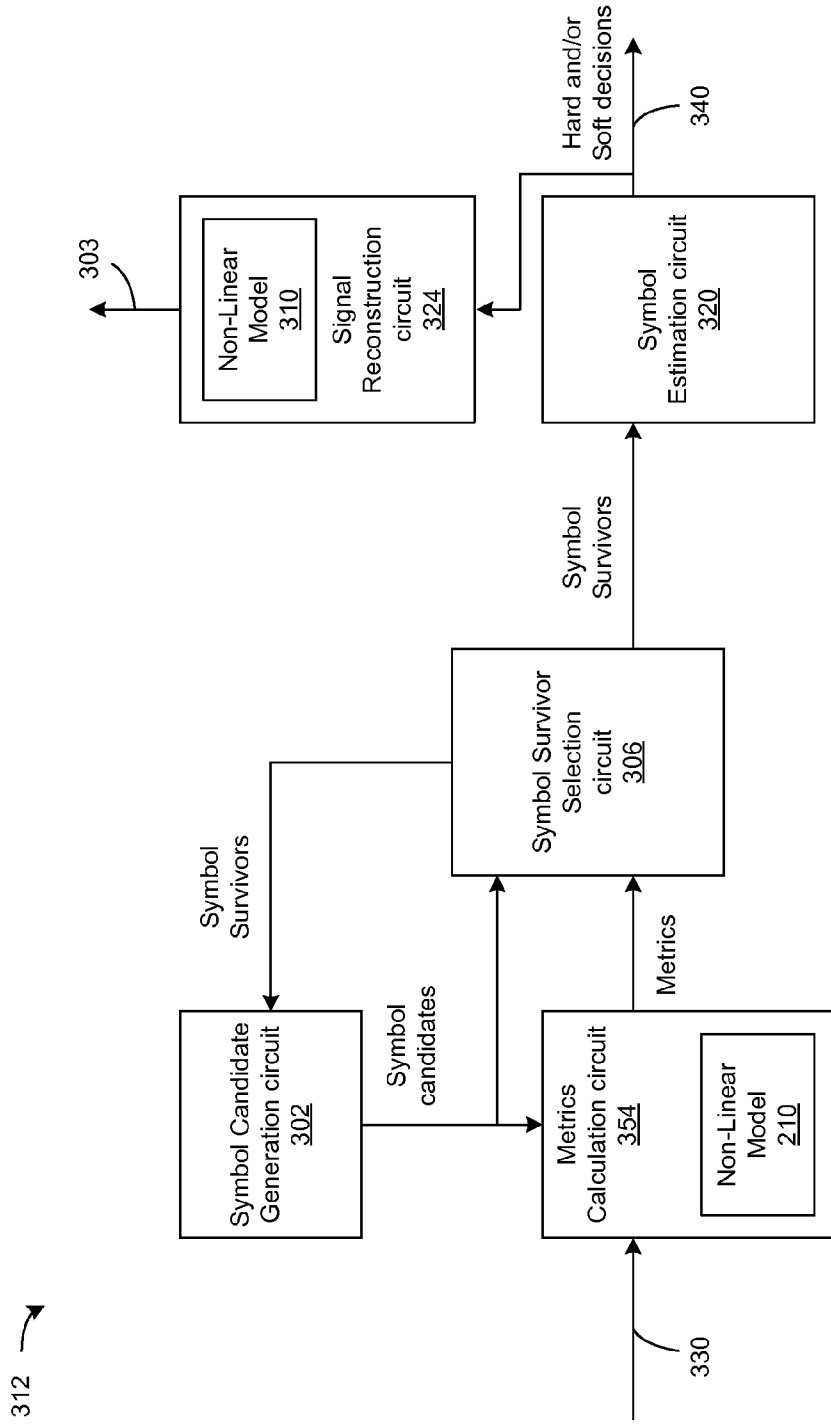 312
330
Symbol Candidate
Generation circuit
302
Symbol
Survivors
Symbol
candidates
Metrics
Calculation circuit
354
Non-Linear
Model
210
Metrics
Symbol Survivor
Selection
circuit
306
Symbol
Survivors
303
Non-Linear
Model
310
Signal
Reconstruction
circuit
324
Symbol
Estimation circuit
320
Hard and/or
Soft decisions
340